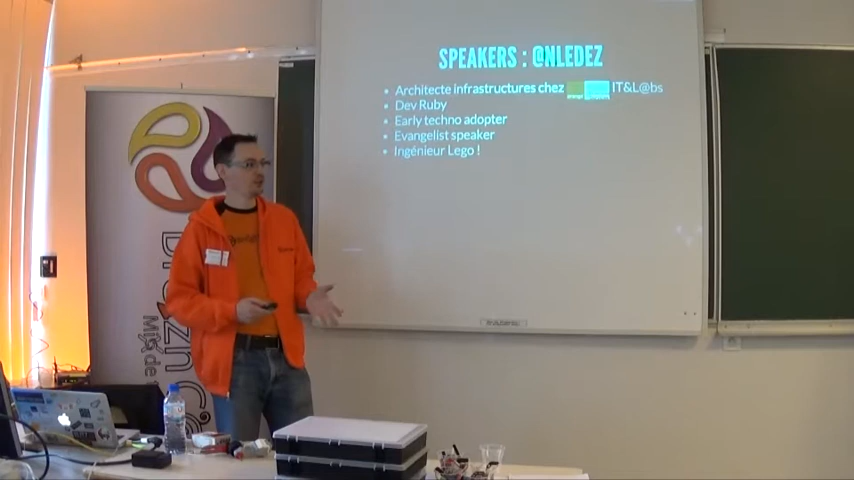 SPEAKERS : @NLEDEZ
• Architecte infrastructures chez IT&L@bs
• Dev Ruby
• Early techno adopter
• Evangelist speaker
• Ingénieur Lego !